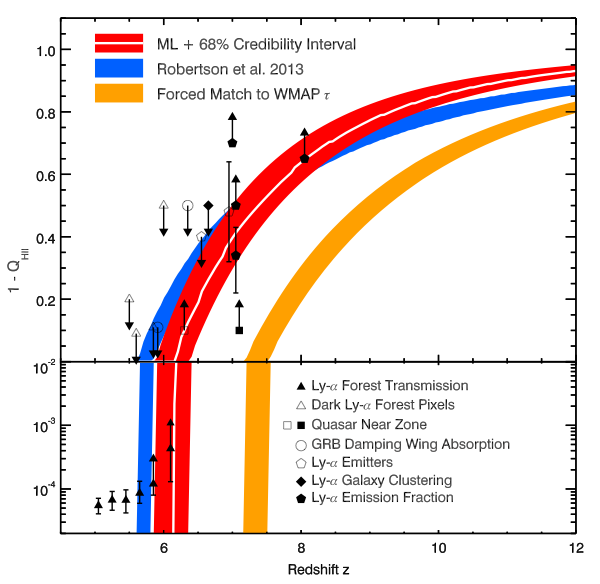 1.0
0.8
0.6
0.4
0.2
10-2
10-3
10-4
1 - QHII
ML + 68% Credibility Interval
Robertson et al. 2013
Forced Match to WMAP τ
Ly-α Forest Transmission
Dark Ly-α Forest Pixels
Quasar Near Zone
GRB Damping Wing Absorption
Ly-α Emitters
Ly-α Galaxy Clustering
Ly-α Emission Fraction
6 8 10 12
Redshift z